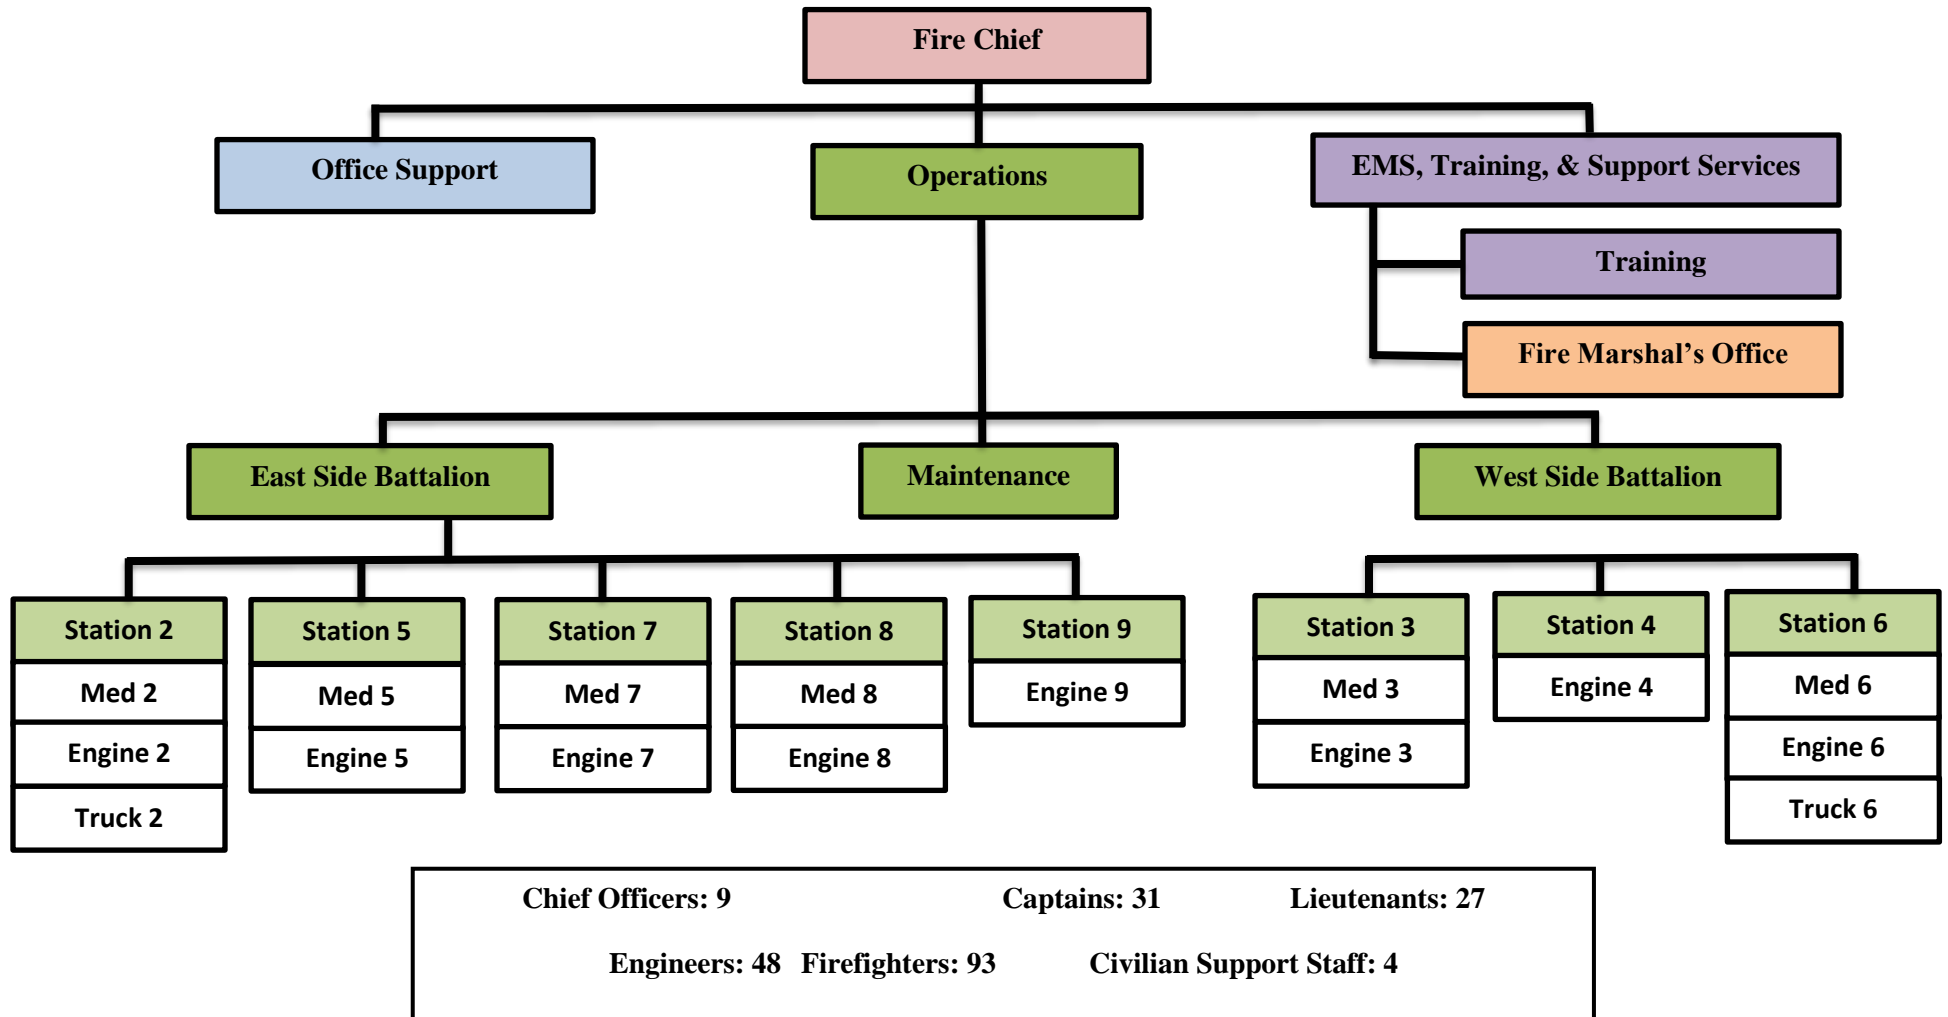 Fire Chief
Office Support
Operations
EMS, Training, & Support Services
Training
Fire Marshal’s Office
East Side Battalion
Maintenance
West Side Battalion
Station 2
Med 2
Engine 2
Truck 2
Station 5
Med 5
Engine 5
Station 7
Med 7
Engine 7
Station 8
Med 8
Engine 8
Station 9
Engine 9
Station 3
Med 3
Engine 3
Station 4
Engine 4
Station 6
Med 6
Engine 6
Truck 6
Chief Officers: 9 Captains: 31 Lieutenants: 27
Engineers: 48 Firefighters: 93 Civilian Support Staff: 4